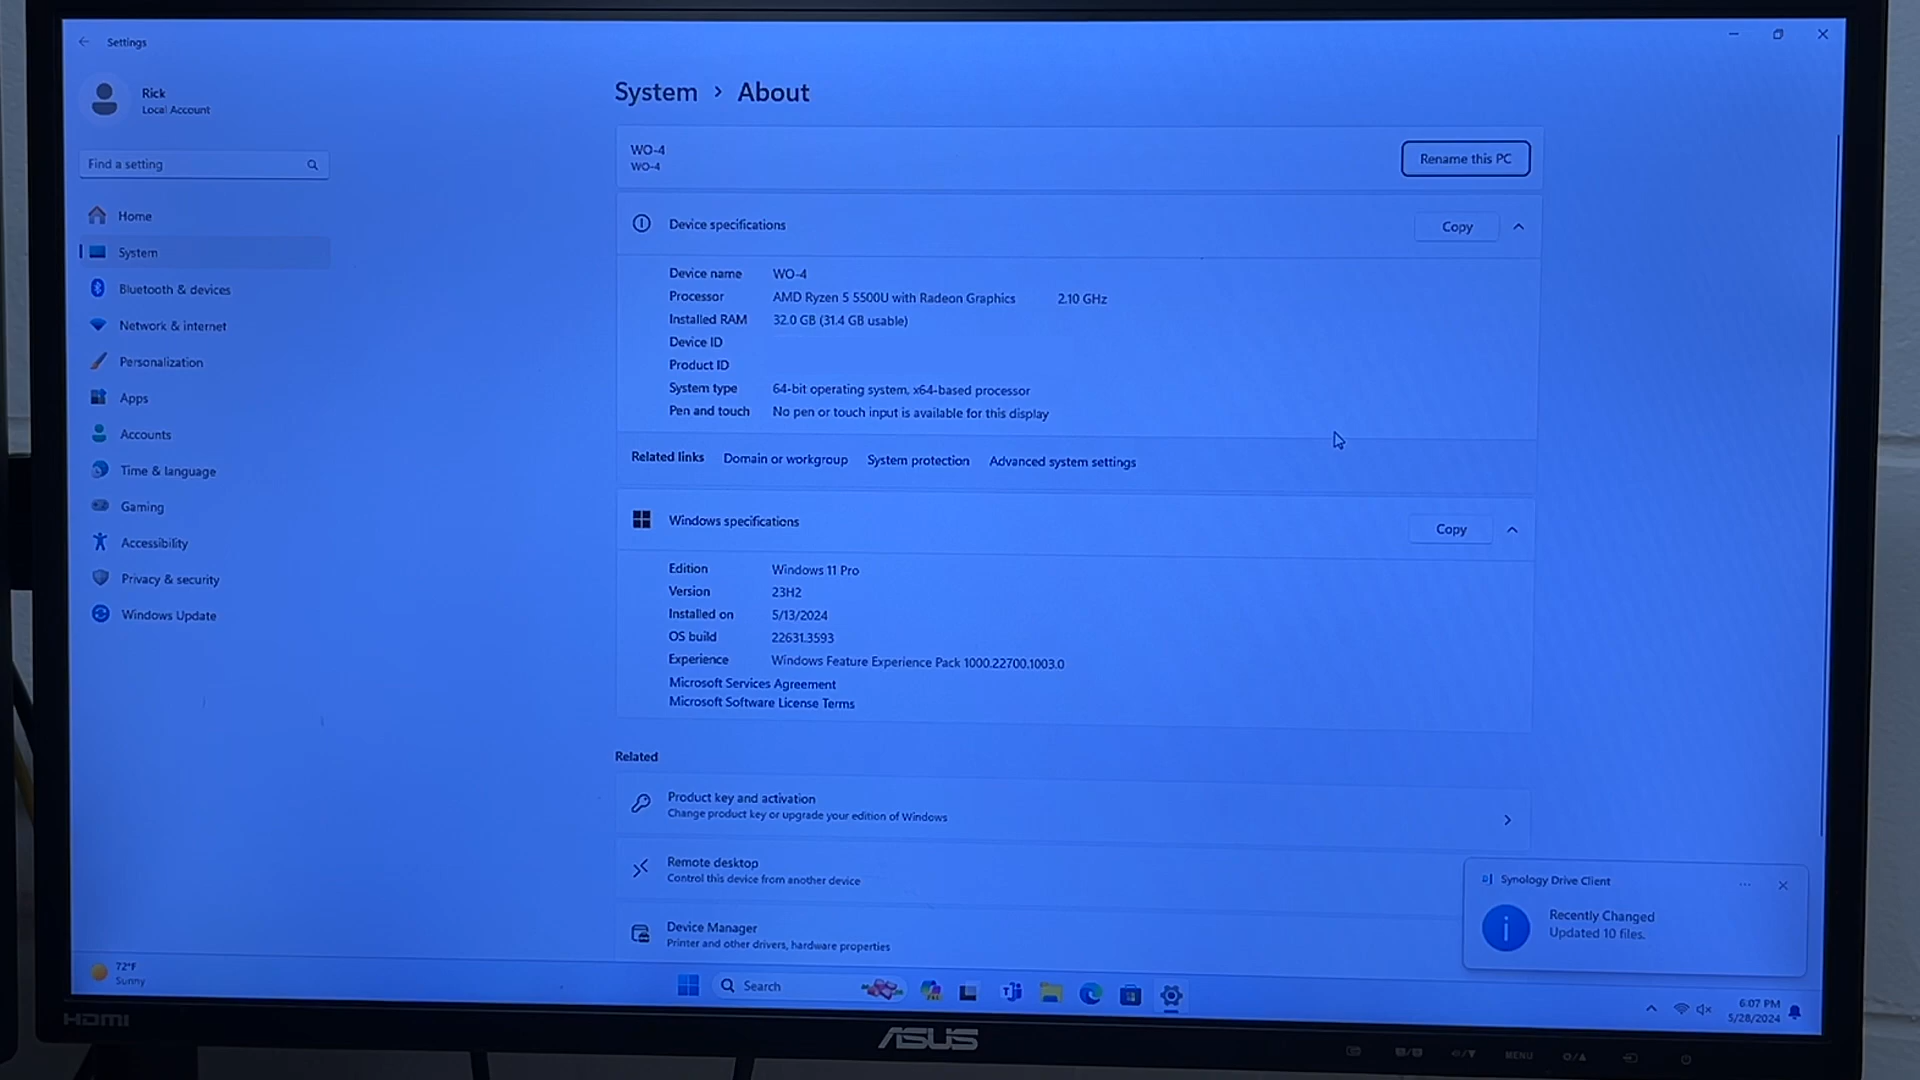 Settings
Rick
Local Account
Find a setting
Home
System
Bluetooth & devices
Network & internet
Personalization
Apps
Accounts
Time & language
Gaming
Accessibility
Privacy & security
Windows Update
System > About
WO-4
WO-4
Rename this PC
Device specifications
Copy
Device name WO-4
Processor AMD Ryzen 5 5500U with Radeon Graphics 2.10 GHz
Installed RAM 32.0 GB (31.4 GB usable)
Device ID
Product ID
System type 64-bit operating system, x64-based processor
Pen and touch No pen or touch input is available for this display
Related links Domain or workgroup System protection Advanced system settings
Windows specifications
Copy
Edition Windows 11 Pro
Version 23H2
Installed on 5/13/2024
OS build 22631.3593
Experience Windows Feature Experience Pack 1000.22700.1003.0
Microsoft Services Agreement
Microsoft Software License Terms
Related
Product key and activation
Change product key or upgrade your edition of Windows
Remote desktop
Control this device from another device
Device Manager
Printer and other drivers, hardware properties
Synology Drive Client
Recently Changed
Updated 10 files.
72°F
Sunny
Search
6:07 PM
5/28/2024
HDMI
ASUS
MENU